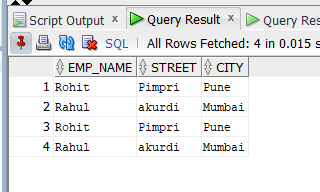 Script Output x Query Result x Query Res
SQL | All Rows Fetched: 4 in 0.015 s
EMP_NAME STREET CITY
1 Rohit Pimpri Pune
2 Rahul akurdi Mumbai
3 Rohit Pimpri Pune
4 Rahul akurdi Mumbai